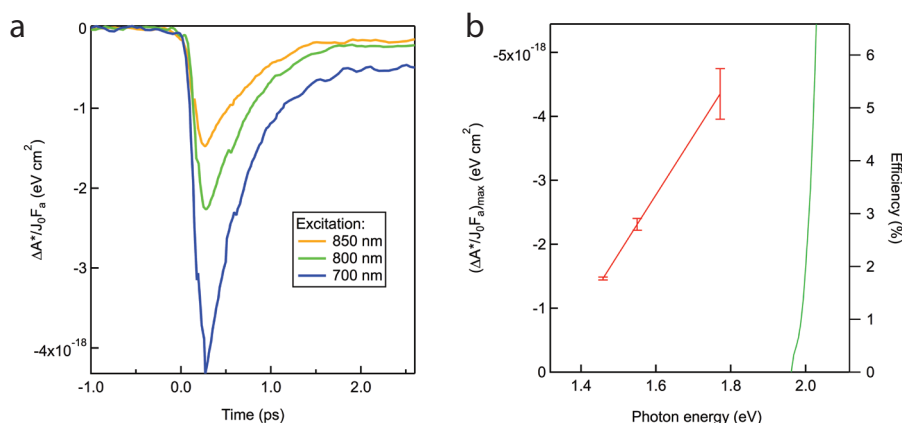 a
0
-1
-2
-3
-4x10⁻¹⁸
ΔA*/J₀Fₐ (eV cm²)
-1.0
0.0
1.0
2.0
Time (ps)
Excitation:
850 nm
800 nm
700 nm
b
-5x10⁻¹⁸
-4
-3
-2
-1
0
(ΔA*/J₀Fₐ)ₘₐₓ (eV cm²)
1.4
1.6
1.8
2.0
Photon energy (eV)
6
5
4
3
2
1
0
Efficiency (%)